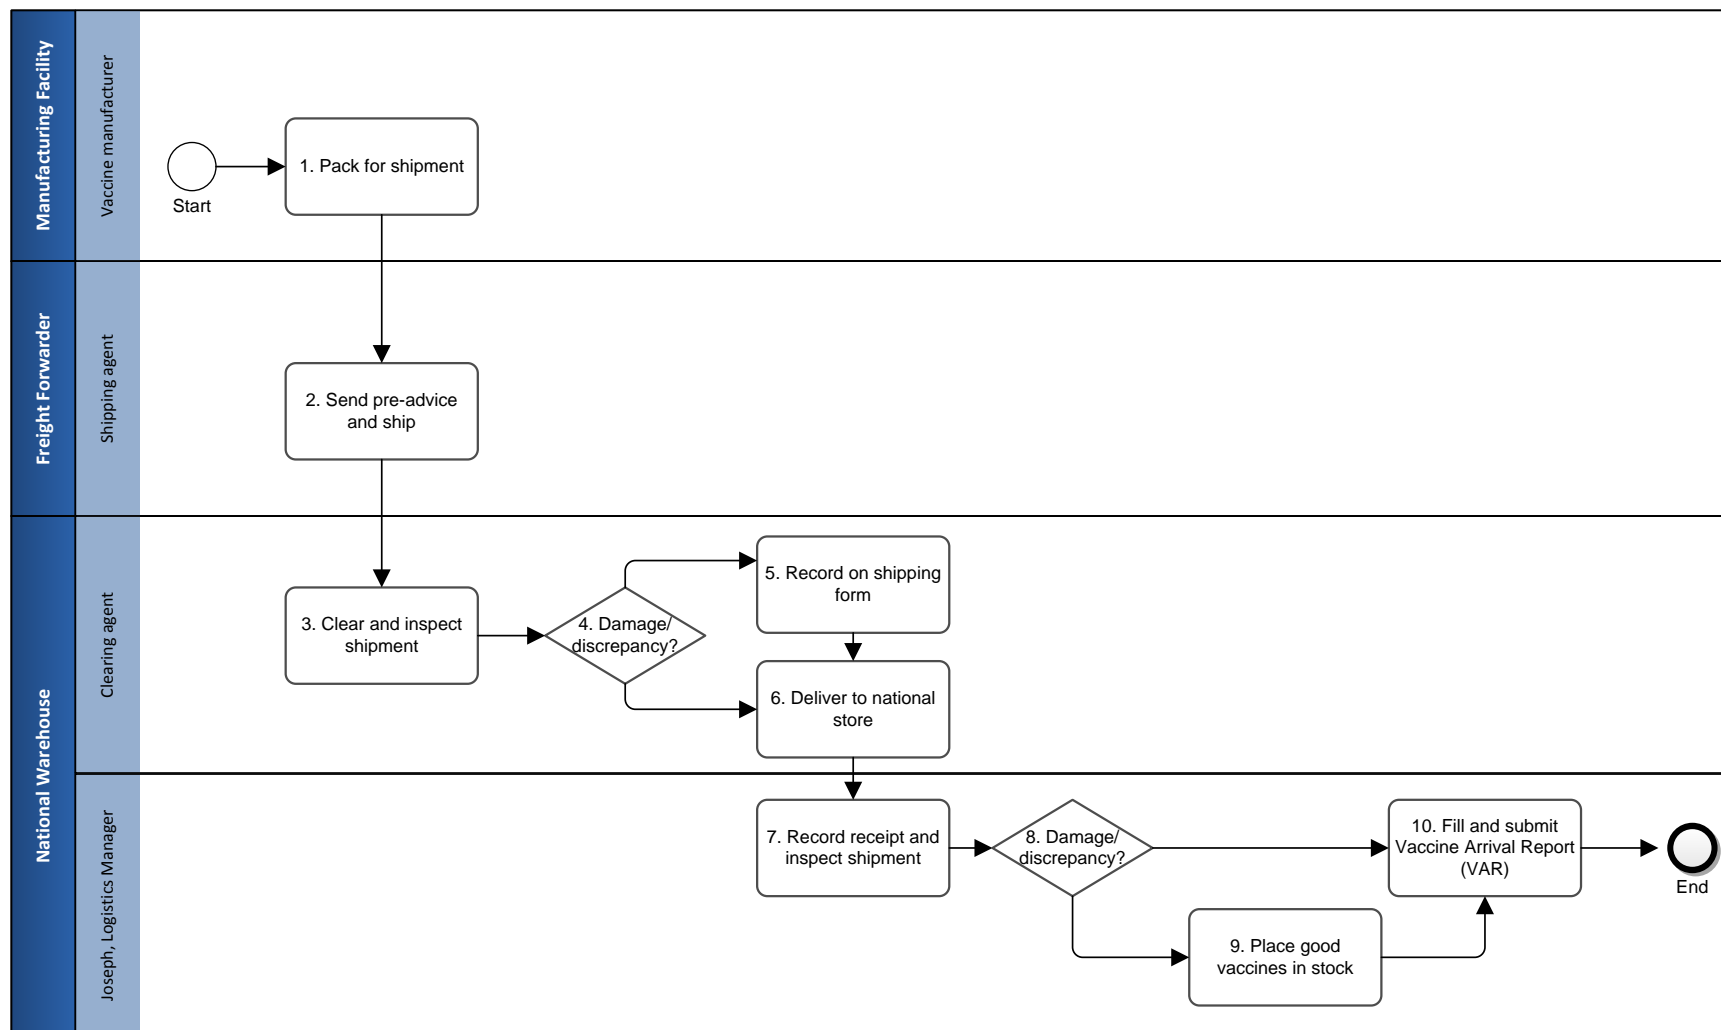 Manufacturing Facility
Vaccine manufacturer
Start
1. Pack for shipment
Freight Forwarder
Shipping agent
2. Send pre-advice
and ship
National Warehouse
Clearing agent
3. Clear and inspect
shipment
4. Damage/
discrepancy?
5. Record on shipping
form
6. Deliver to national
store
Joseph, Logistics Manager
7. Record receipt and
inspect shipment
8. Damage/
discrepancy?
9. Place good
vaccines in stock
10. Fill and submit
Vaccine Arrival Report
(VAR)
End